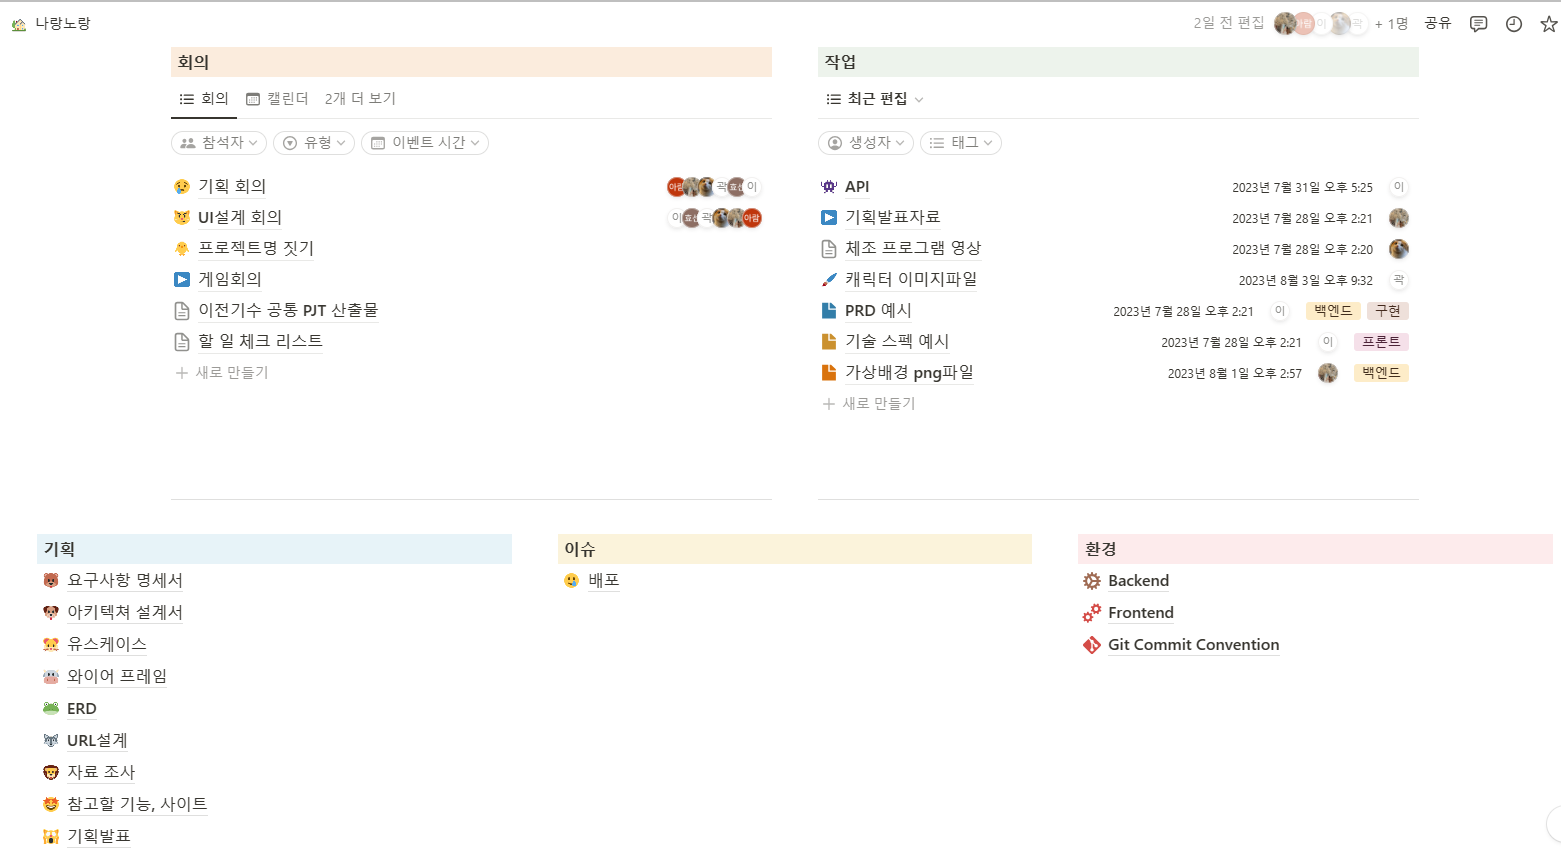 나랑노랑
2일 전 편집 아람 이 곽 + 1명 공유
회의
회의 캘린더 2개 더 보기
참석자 유형 이벤트 시간
기획 회의 아람 곽 효선 이
UI설계 회의 이 효선 곽 아람
프로젝트명 짓기
게임회의
이전기수 공통 PJT 산출물
할 일 체크 리스트
새로 만들기
작업
최근 편집
생성자 태그
API 2023년 7월 31일 오후 5:25 이
기획발표자료 2023년 7월 28일 오후 2:21
체조 프로그램 영상 2023년 7월 28일 오후 2:20
캐릭터 이미지파일 2023년 8월 3일 오후 9:32 곽
PRD 예시 2023년 7월 28일 오후 2:21 이 백엔드 구현
기술 스펙 예시 2023년 7월 28일 오후 2:21 이 프론트
가상배경 png파일 2023년 8월 1일 오후 2:57 백엔드
새로 만들기
기획
요구사항 명세서
아키텍쳐 설계서
유스케이스
와이어 프레임
ERD
URL설계
자료 조사
참고할 기능, 사이트
기획발표
이슈
배포
환경
Backend
Frontend
Git Commit Convention